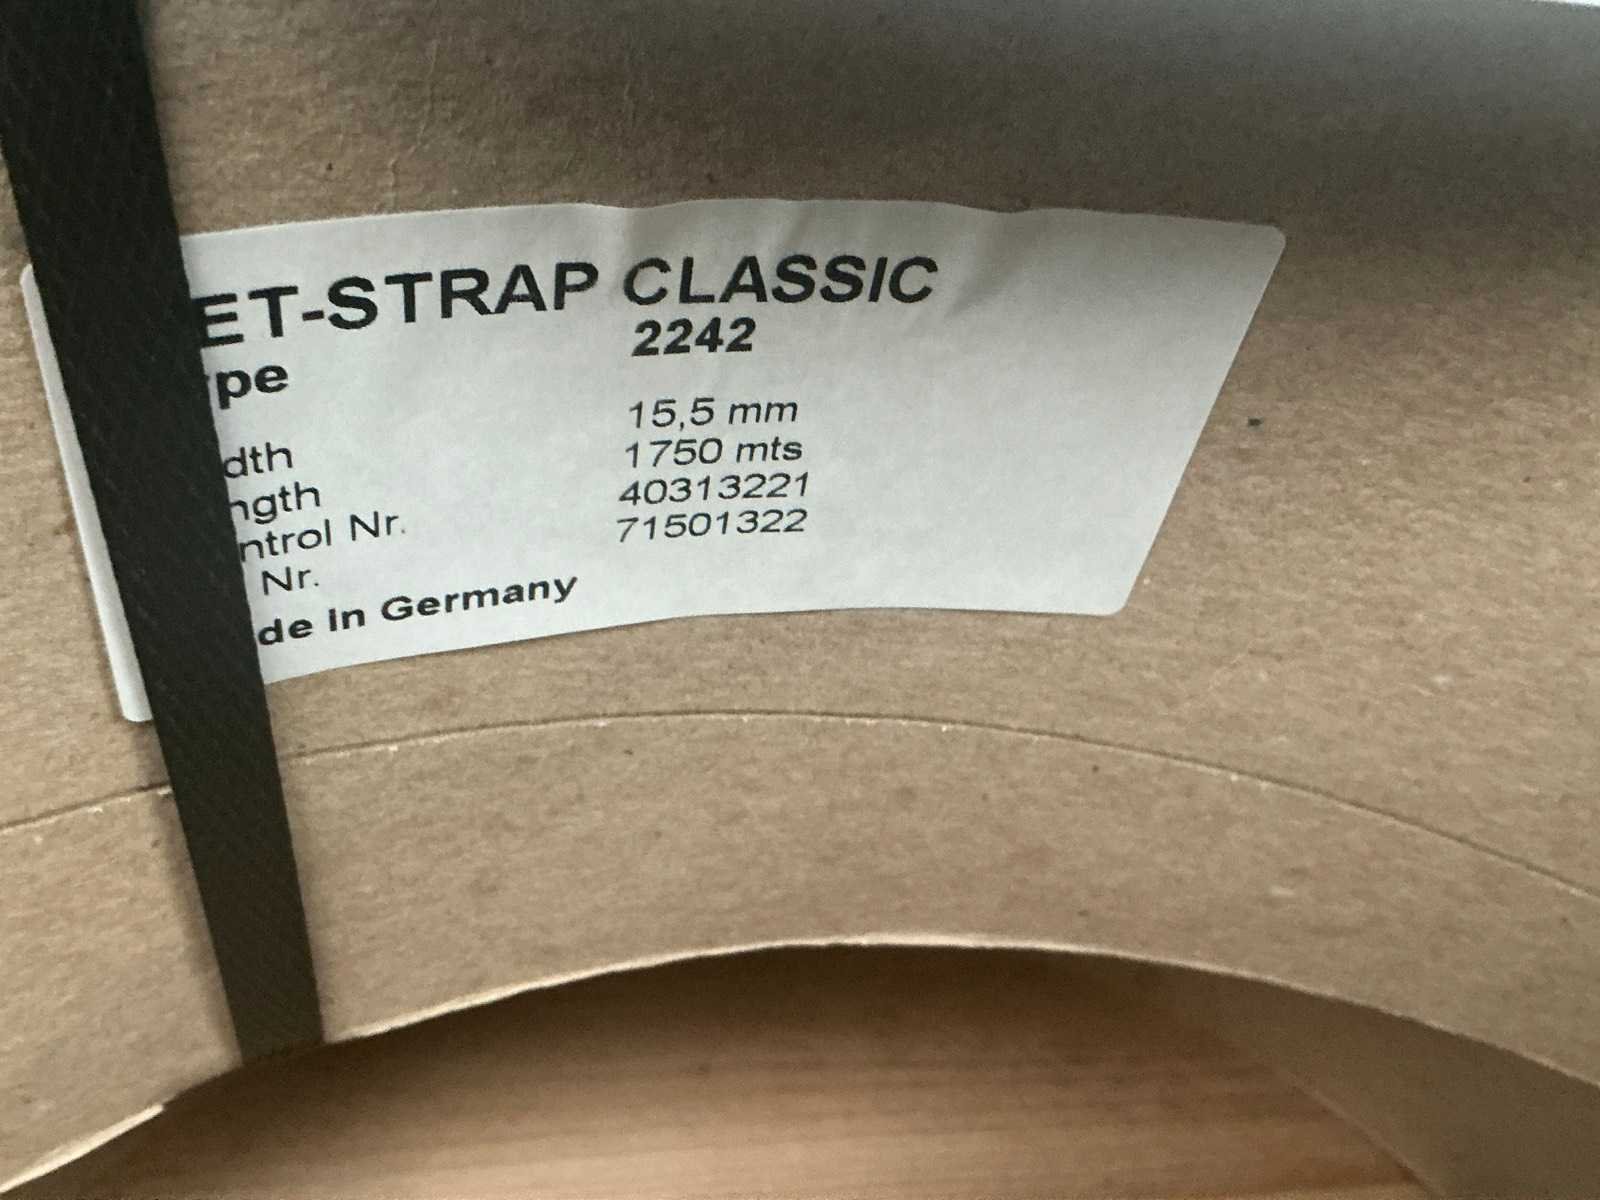 ET-STRAP CLASSIC
ype 2242
dth 15,5 mm
ngth 1750 mts
ntrol Nr. 40313221
Nr. 71501322
de In Germany